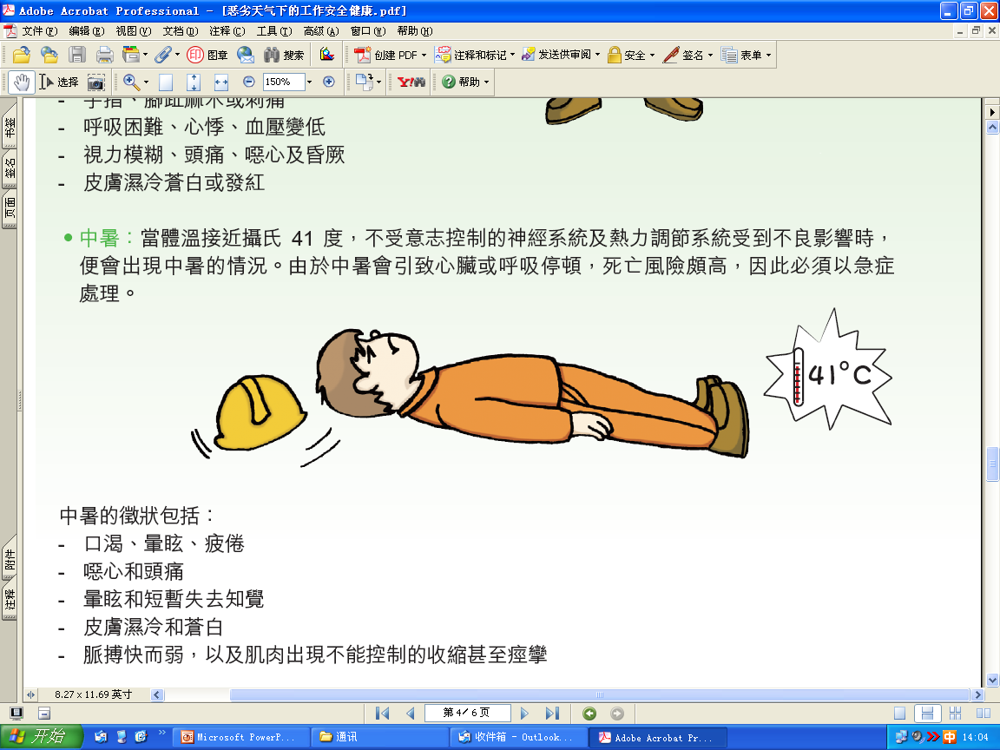 Adobe Acrobat Professional - [恶劣天气下的工作安全健康.pdf]
文件(F) 编辑(E) 视图(V) 文档(D) 注释(C) 工具(T) 高级(A) 窗口(W) 帮助(H)
印 图章 搜索 创建 PDF 注释和标记 发送供审阅 安全 签名 表单
选择 150% Y! 帮助
书签
签名
页面
附件
注释
- 手指、腳趾麻木或刺痛
- 呼吸困難、心悸、血壓變低
- 視力模糊、頭痛、噁心及昏厥
- 皮膚濕冷蒼白或發紅
• 中暑：當體溫接近攝氏 41 度，不受意志控制的神經系統及熱力調節系統受到不良影響時，
便會出現中暑的情況。由於中暑會引致心臟或呼吸停頓，死亡風險頗高，因此必須以急症
處理。
41°C
中暑的徵狀包括：
- 口渴、暈眩、疲倦
- 噁心和頭痛
- 暈眩和短暫失去知覺
- 皮膚濕冷和蒼白
- 脈搏快而弱，以及肌肉出現不能控制的收縮甚至痙攣
8.27 x 11.69 英寸
第 4/ 6 页
开始 Microsoft PowerP... 通讯 收件箱 - Outlook... Adobe Acrobat Pr... 中 14:04